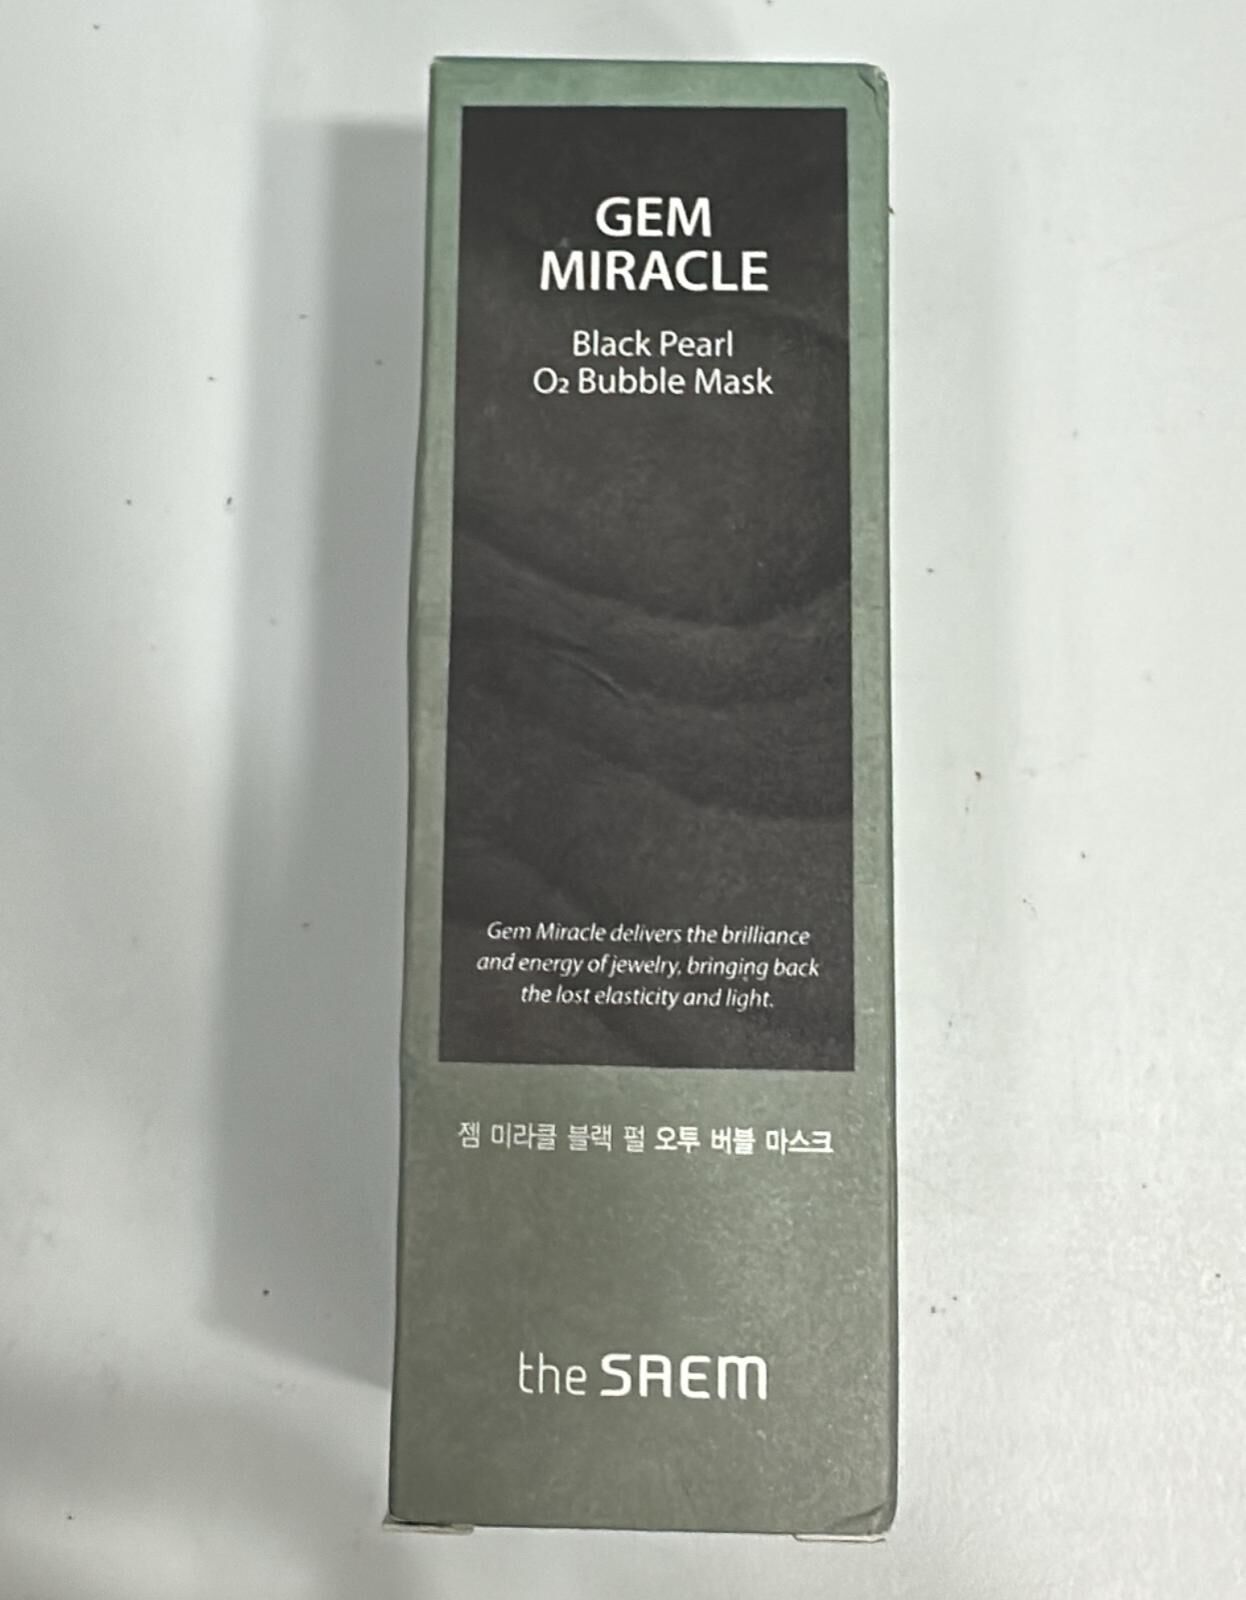 GEM
MIRACLE
Black Pearl
O₂ Bubble Mask
Gem Miracle delivers the brilliance
and energy of jewelry, bringing back
the lost elasticity and light.
젬 미라클 블랙 펄 오투 버블 마스크
the SAEM